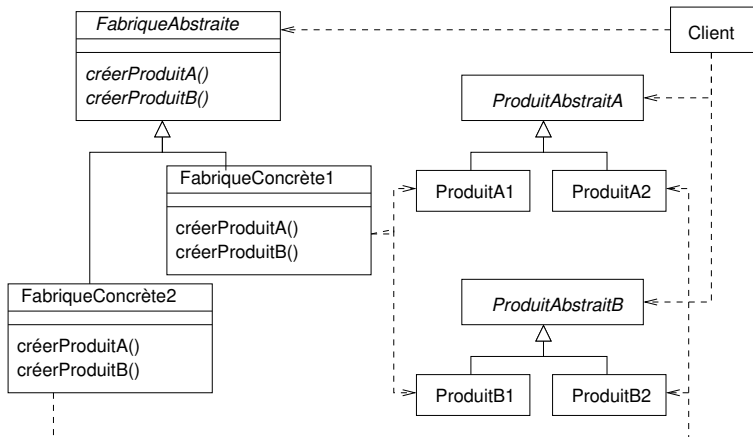 FabriqueAbstraite
créerProduitA()
créerProduitB()
Client
ProduitAbstraitA
FabriqueConcrète1
créerProduitA()
créerProduitB()
ProduitA1
ProduitA2
FabriqueConcrète2
créerProduitA()
créerProduitB()
ProduitAbstraitB
ProduitB1
ProduitB2